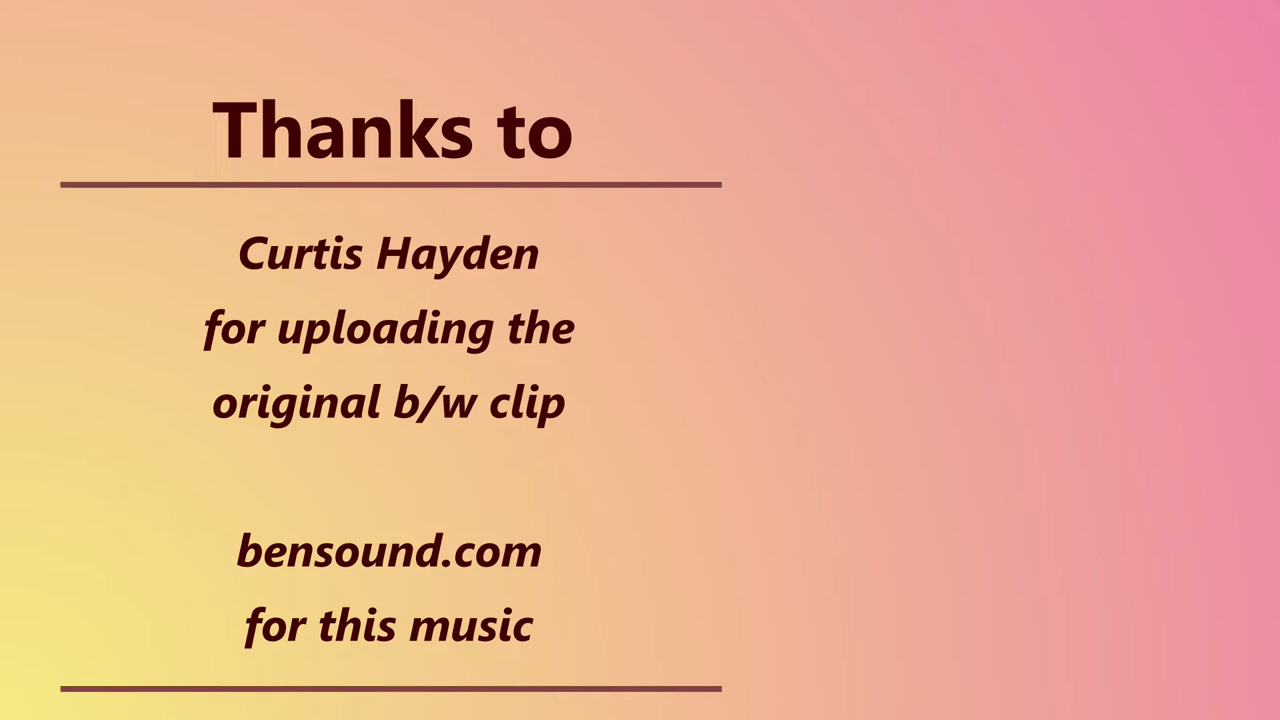 Thanks to
Curtis Hayden
for uploading the
original b/w clip
bensound.com
for this music